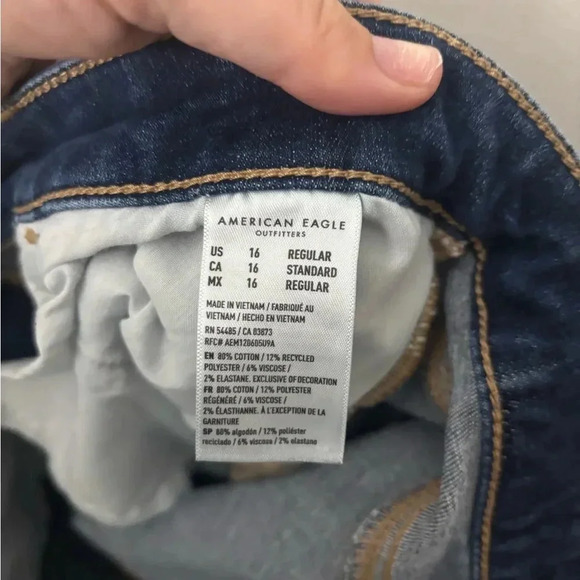 AMERICAN EAGLE
OUTFITTERS
US 16 REGULAR
CA 16 STANDARD
MX 16 REGULAR
MADE IN VIETNAM / FABRIQUÉ AU
VIETNAM / HECHO EN VIETNAM
RN 54485 / CA 03873
RFC# AEM120605U9A
EN 80% COTTON / 12% RECYCLED
POLYESTER / 6% VISCOSE /
2% ELASTANE. EXCLUSIVE OF DECORATION
FR 80% COTON / 12% POLYESTER
RÉGÉNÉRÉ / 6% VISCOSE /
2% ÉLASTHANNE. À L'EXCEPTION DE LA
GARNITURE
SP 80% algodón / 12% poliéster
reciclado / 6% viscosa / 2% elastano